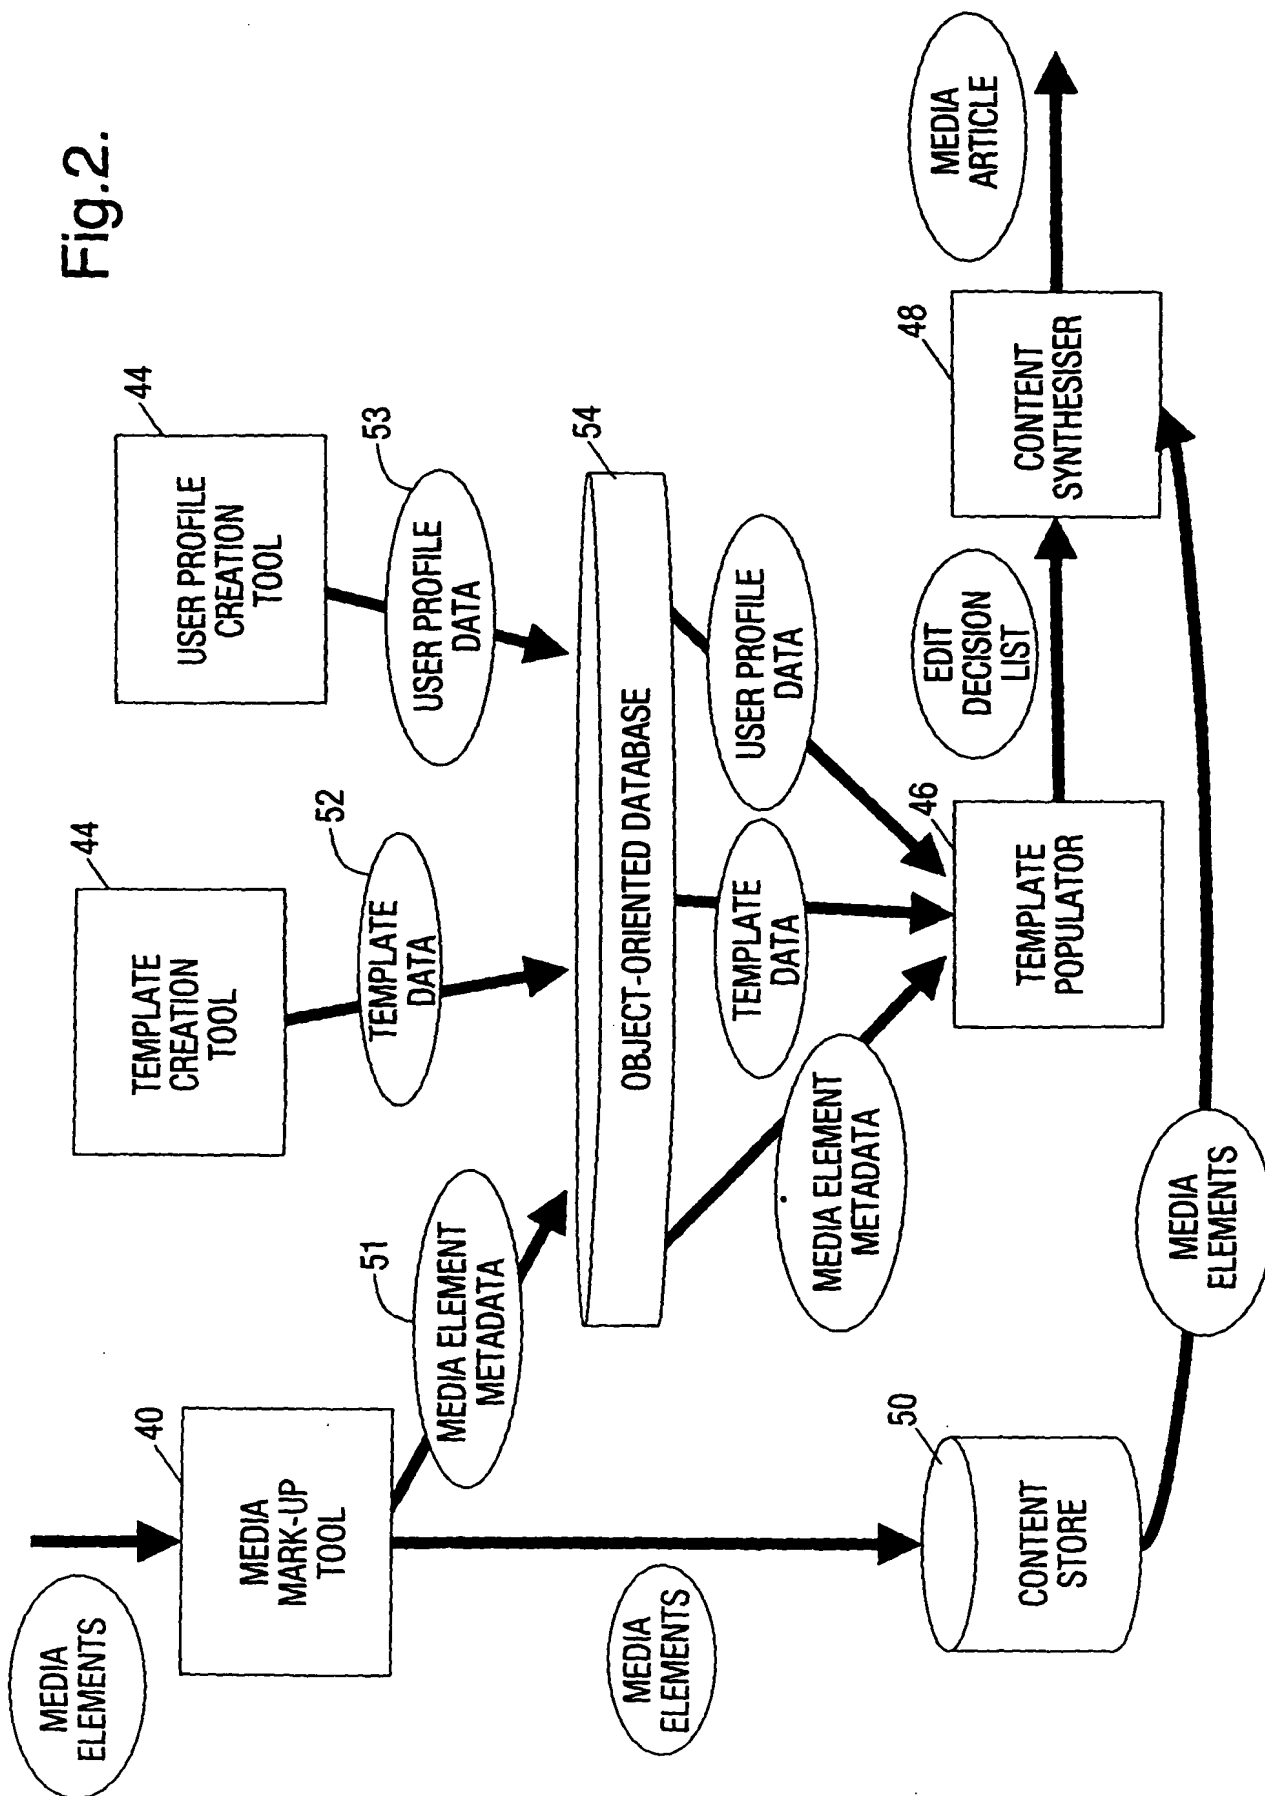 Fig.2.
MEDIA
ELEMENTS
40
MEDIA
MARK-UP
TOOL
44
TEMPLATE
CREATION
TOOL
44
USER PROFILE
CREATION
TOOL
51
MEDIA ELEMENT
METADATA
52
TEMPLATE
DATA
53
USER PROFILE
DATA
54
OBJECT-ORIENTED DATABASE
MEDIA
ELEMENTS
MEDIA ELEMENT
METADATA
TEMPLATE
DATA
USER PROFILE
DATA
50
CONTENT
STORE
46
TEMPLATE
POPULATOR
EDIT
DECISION
LIST
48
CONTENT
SYNTHESISER
MEDIA
ARTICLE
MEDIA
ELEMENTS